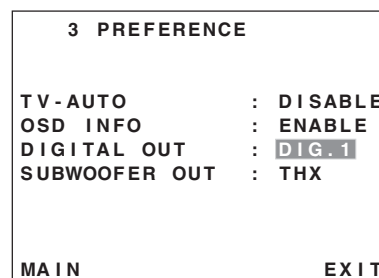 3 PREFERENCE
TV-AUTO : DISABLE
OSD INFO : ENABLE
DIGITAL OUT : DIG.1
SUBWOOFER OUT : THX
MAIN EXIT